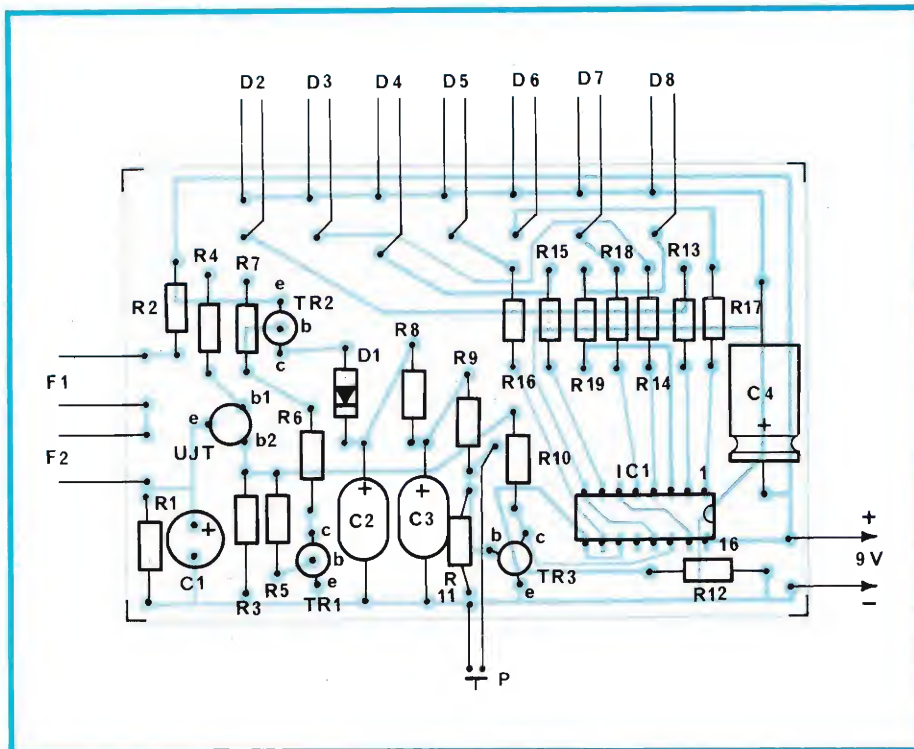 D2 D3 D4 D5 D6 D7 D8
R4 R7 R15 R18 R13
e
R2 TR2 R17
b
R8
c D1 R9
F1 R16 R19 R14
b1 R6 C4
e +
b2
UJT R10 IC1 1
F2
R1 + + +
C2 C3
+
c c 16
b b 9 V
C1 R TR3
R3 R5 e 11 e R12 −
TR1
P